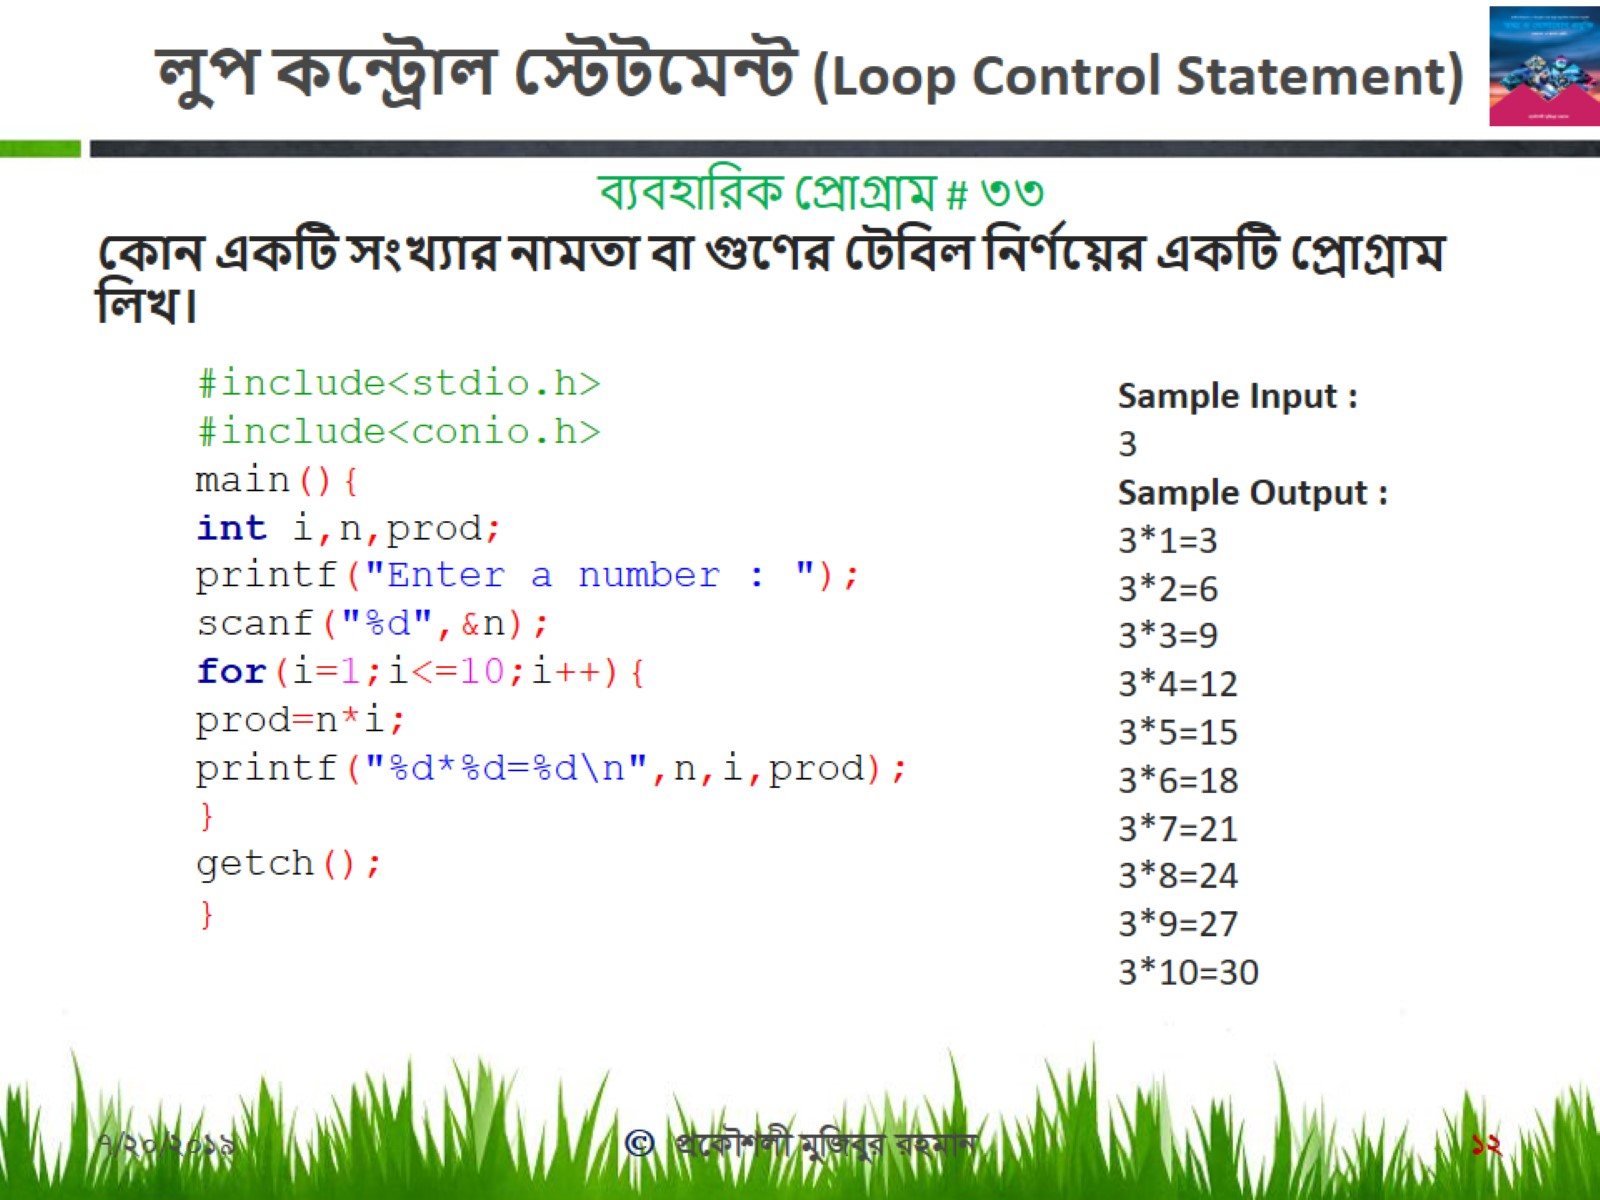 লুপ কন্ট্রোল স্টেটমেন্ট (Loop Control Statement)
ব্যবহারিক প্রোগ্রাম # ৩৩
কোন একটি সংখ্যার নামতা বা গুণের টেবিল নির্ণয়ের একটি প্রোগ্রাম
লিখ।
#include<stdio.h>
#include<conio.h>
main(){
int i,n,prod;
printf("Enter a number : ");
scanf("%d",&n);
for(i=1;i<=10;i++){
prod=n*i;
printf("%d*%d=%d\n",n,i,prod);
}
getch();
}
Sample Input :
3
Sample Output :
3*1=3
3*2=6
3*3=9
3*4=12
3*5=15
3*6=18
3*7=21
3*8=24
3*9=27
3*10=30
৭/২০/২০১৯
© প্রকৌশলী মুজিবুর রহমান
১২